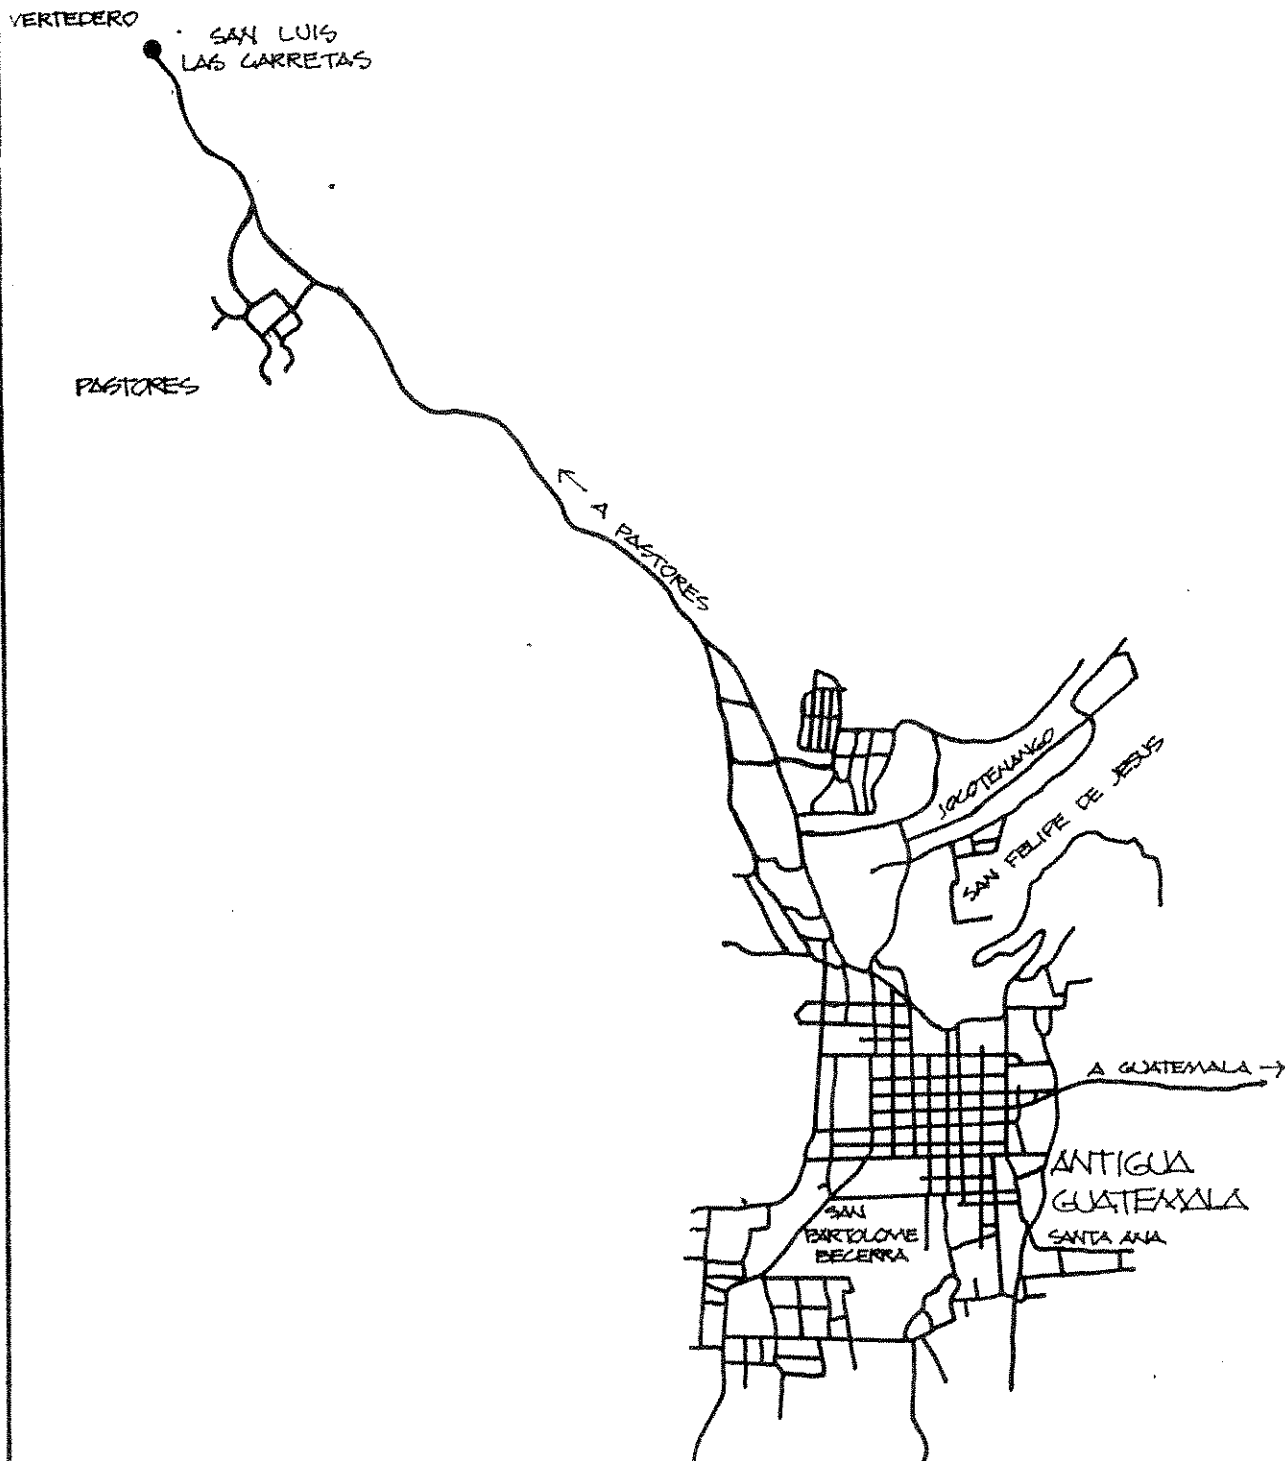 VERTEDERO
SAN LUIS
LAS CARRETAS
PASTORES
A PASTORES
JOCOTENANGO
SAN FELIPE DE JESUS
A GUATEMALA
ANTIGUA
GUATEMALA
SAN
BARTOLOME
BECERRA
SANTA ANA